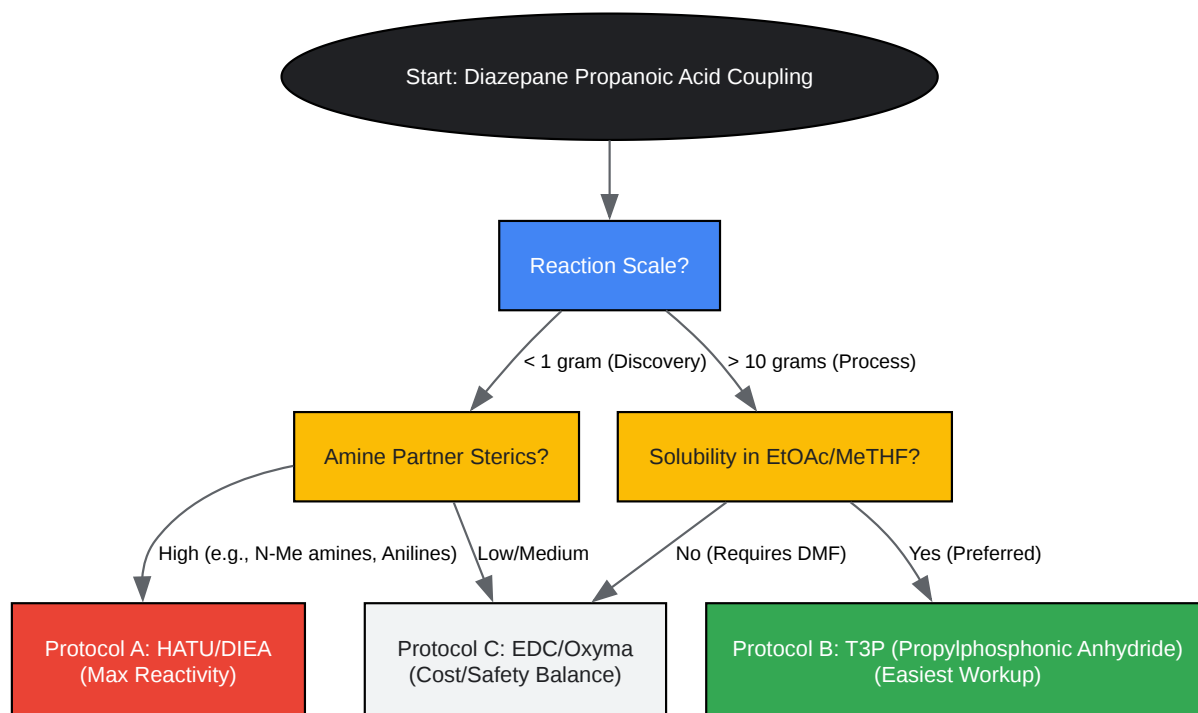 Start: Diazepane Propanoic Acid Coupling
Reaction Scale?
< 1 gram (Discovery)
> 10 grams (Process)
Amine Partner Sterics?
Solubility in EtOAc/MeTHF?
High (e.g., N-Me amines, Anilines)
Low/Medium
No (Requires DMF)
Yes (Preferred)
Protocol A: HATU/DIEA
(Max Reactivity)
Protocol C: EDC/Oxyma
(Cost/Safety Balance)
Protocol B: T3P (Propylphosphonic Anhydride)
(Easiest Workup)